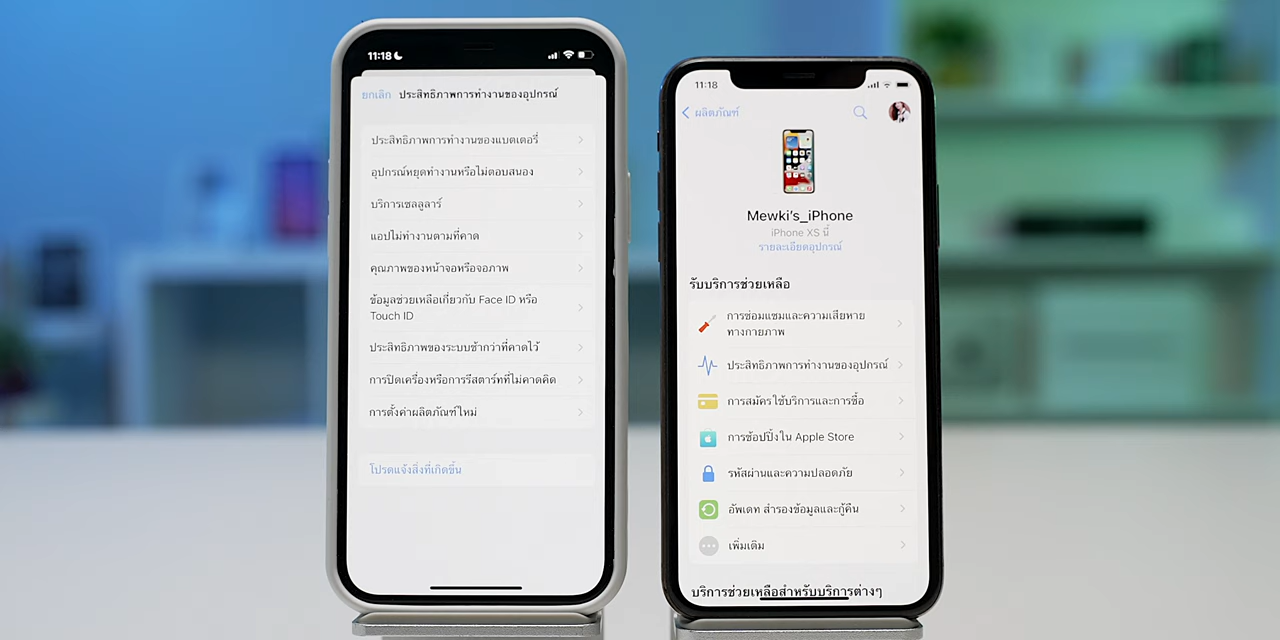 11:18
ยกเลิก ประสิทธิภาพการทำงานของอุปกรณ์
ประสิทธิภาพการทำงานของแบตเตอรี่
อุปกรณ์หยุดทำงานหรือไม่ตอบสนอง
บริการเซลลูลาร์
แอปไม่ทำงานตามที่คาด
คุณภาพของหน้าจอหรือจอภาพ
ข้อมูลช่วยเหลือเกี่ยวกับ Face ID หรือ
Touch ID
ประสิทธิภาพของระบบช้ากว่าที่คาดไว้
การปิดเครื่องหรือการรีสตาร์ทที่ไม่คาดคิด
การตั้งค่าผลิตภัณฑ์ใหม่
โปรดแจ้งสิ่งที่เกิดขึ้น
11:18
ผลิตภัณฑ์
Mewki's_iPhone
iPhone XS นี้
รายละเอียดอุปกรณ์
รับบริการช่วยเหลือ
การซ่อมแซมและความเสียหาย
ทางกายภาพ
ประสิทธิภาพการทำงานของอุปกรณ์
การสมัครใช้บริการและการซื้อ
การช้อปปิ้งใน Apple Store
รหัสผ่านและความปลอดภัย
อัพเดท สำรองข้อมูลและกู้คืน
เพิ่มเติม
บริการช่วยเหลือสำหรับบริการต่างๆ